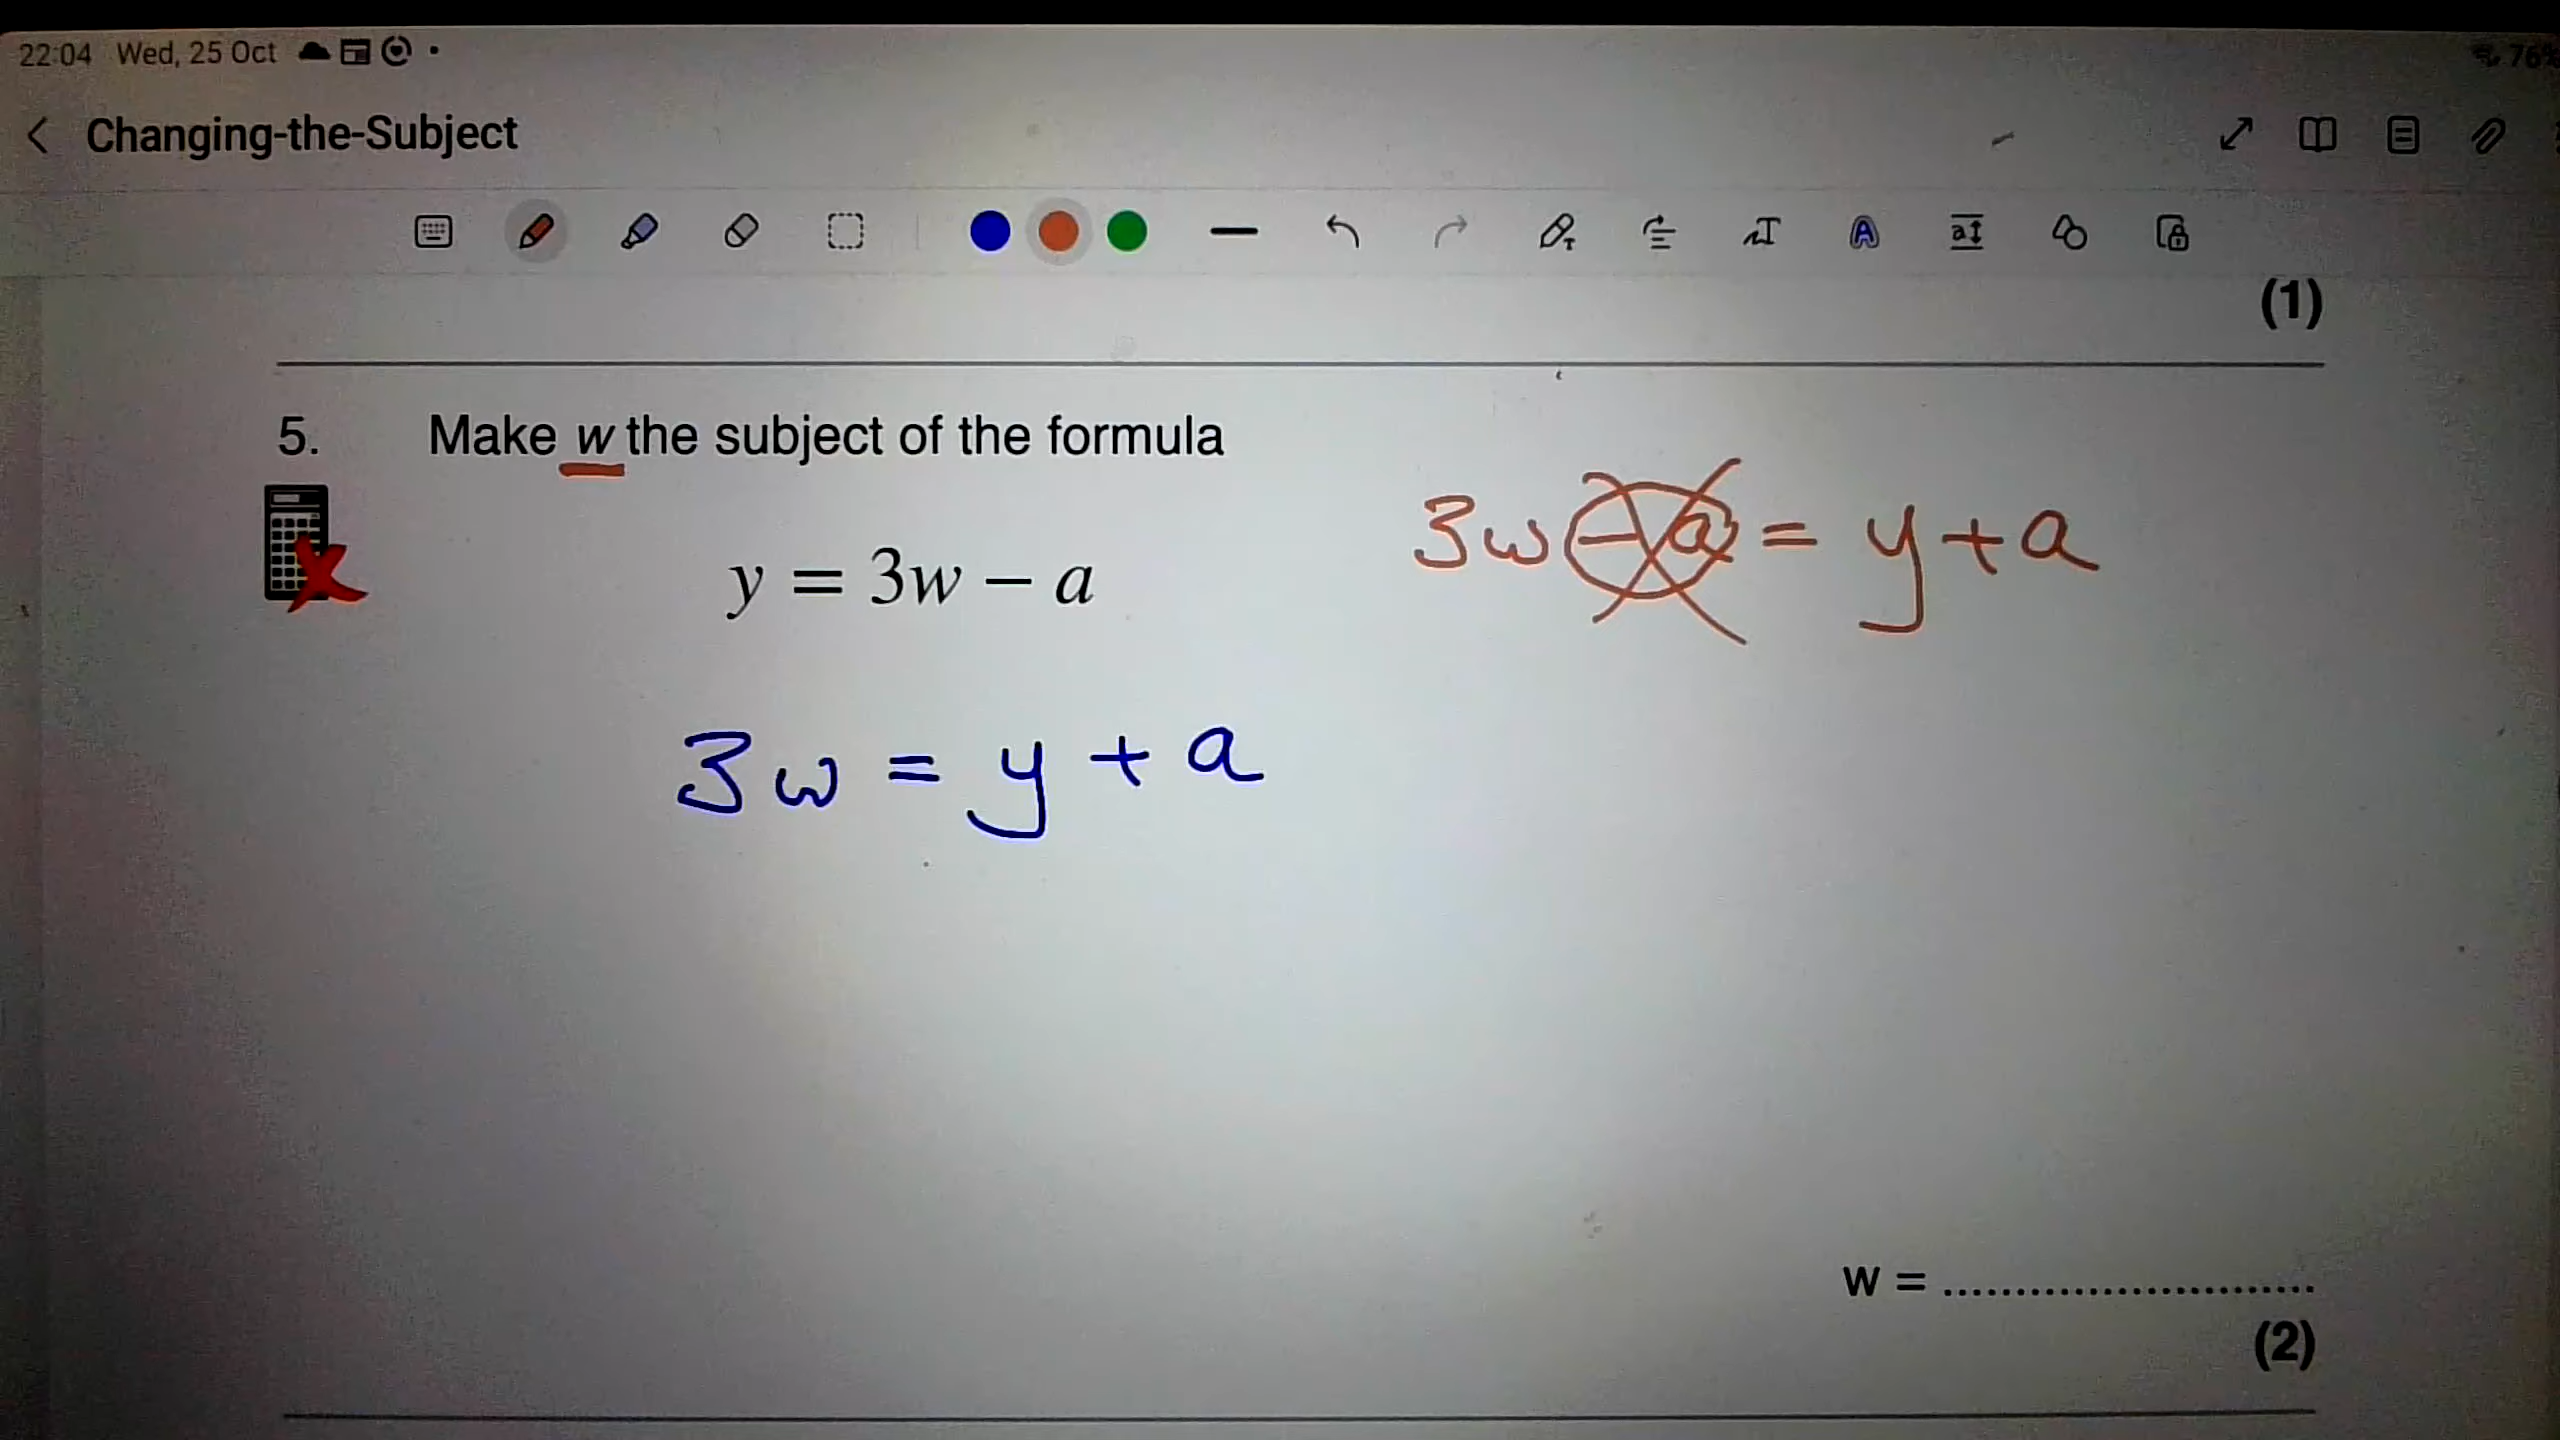 22:04 Wed, 25 Oct
76%
Changing-the-Subject
(1)
5. Make w the subject of the formula
y = 3w − a
3w − a = y + a
3w = y + a
w = ..............................
(2)